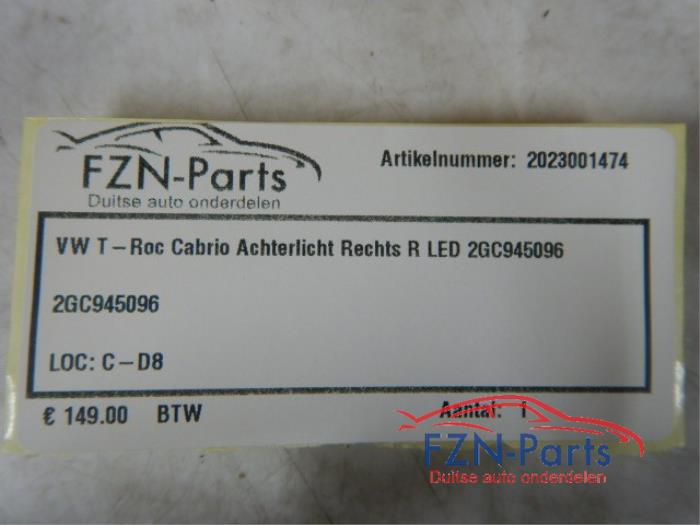 FZN-Parts
Duitse auto onderdelen
Artikelnummer: 2023001474
VW T-Roc Cabrio Achterlicht Rechts R LED 2GC945096
2GC945096
LOC: C-D8
€ 149.00 BTW
Aantal: 1
FZN-Parts
Duitse auto onderdelen